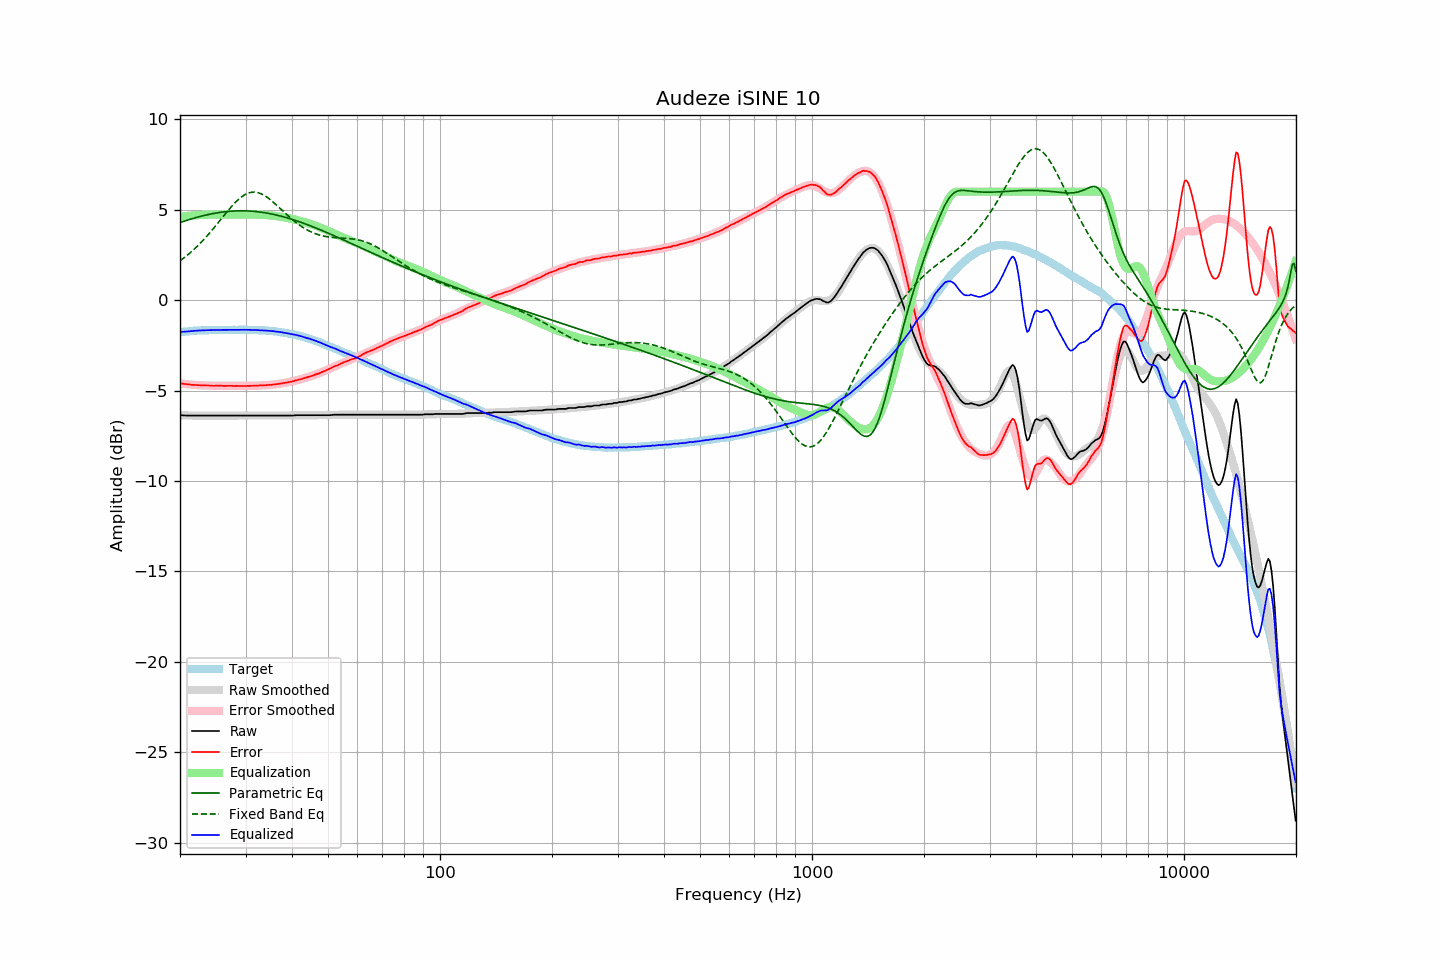 Audeze iSINE 10
10
5
0
−5
−10
−15
−20
−25
−30
Amplitude (dBr)
Target
Raw Smoothed
Error Smoothed
Raw
Error
Equalization
Parametric Eq
Fixed Band Eq
Equalized
100
1000
10000
Frequency (Hz)